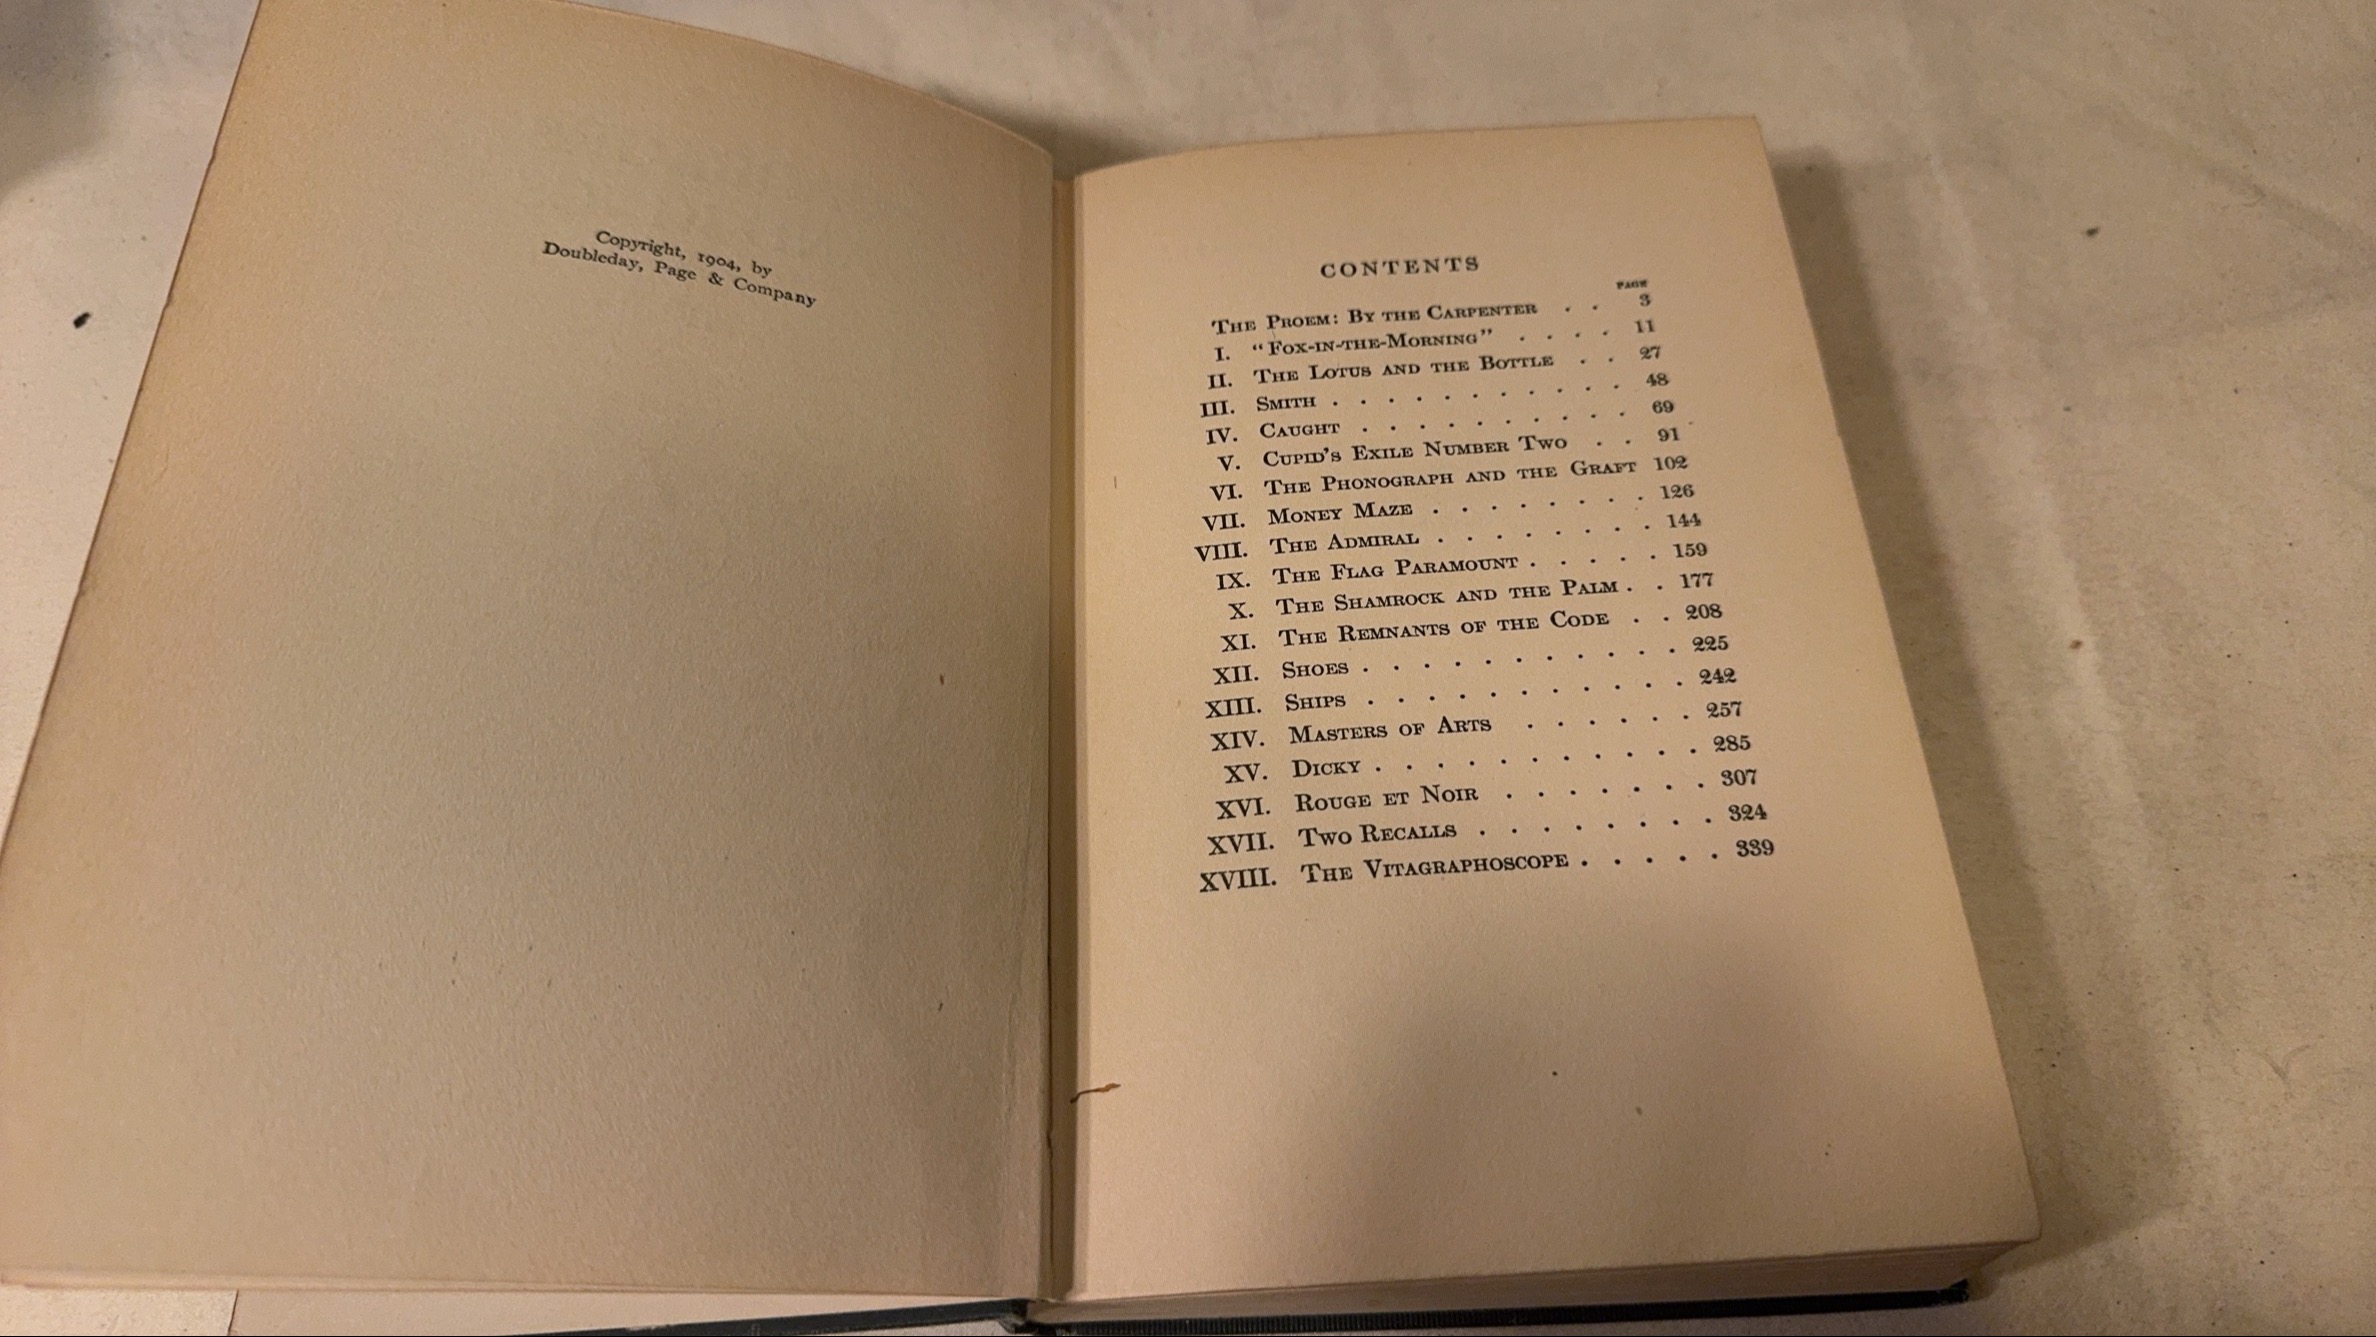 Copyright, 1904, by
Doubleday, Page & Company
CONTENTS
PAGE
The Proem: By the Carpenter . . 3
I. “Fox-in-the-Morning” . . . . 11
II. The Lotus and the Bottle . . 27
III. Smith . . . . . . . . . . . 48
IV. Caught . . . . . . . . . . 69
V. Cupid's Exile Number Two . . 91
VI. The Phonograph and the Graft 102
VII. Money Maze . . . . . . . . 126
VIII. The Admiral . . . . . . . . 144
IX. The Flag Paramount . . . . . 159
X. The Shamrock and the Palm . . 177
XI. The Remnants of the Code . . 208
XII. Shoes . . . . . . . . . . . 225
XIII. Ships . . . . . . . . . . . 242
XIV. Masters of Arts . . . . . . 257
XV. Dicky . . . . . . . . . . . 285
XVI. Rouge et Noir . . . . . . . 307
XVII. Two Recalls . . . . . . . . 324
XVIII. The Vitagraphoscope . . . . . 339